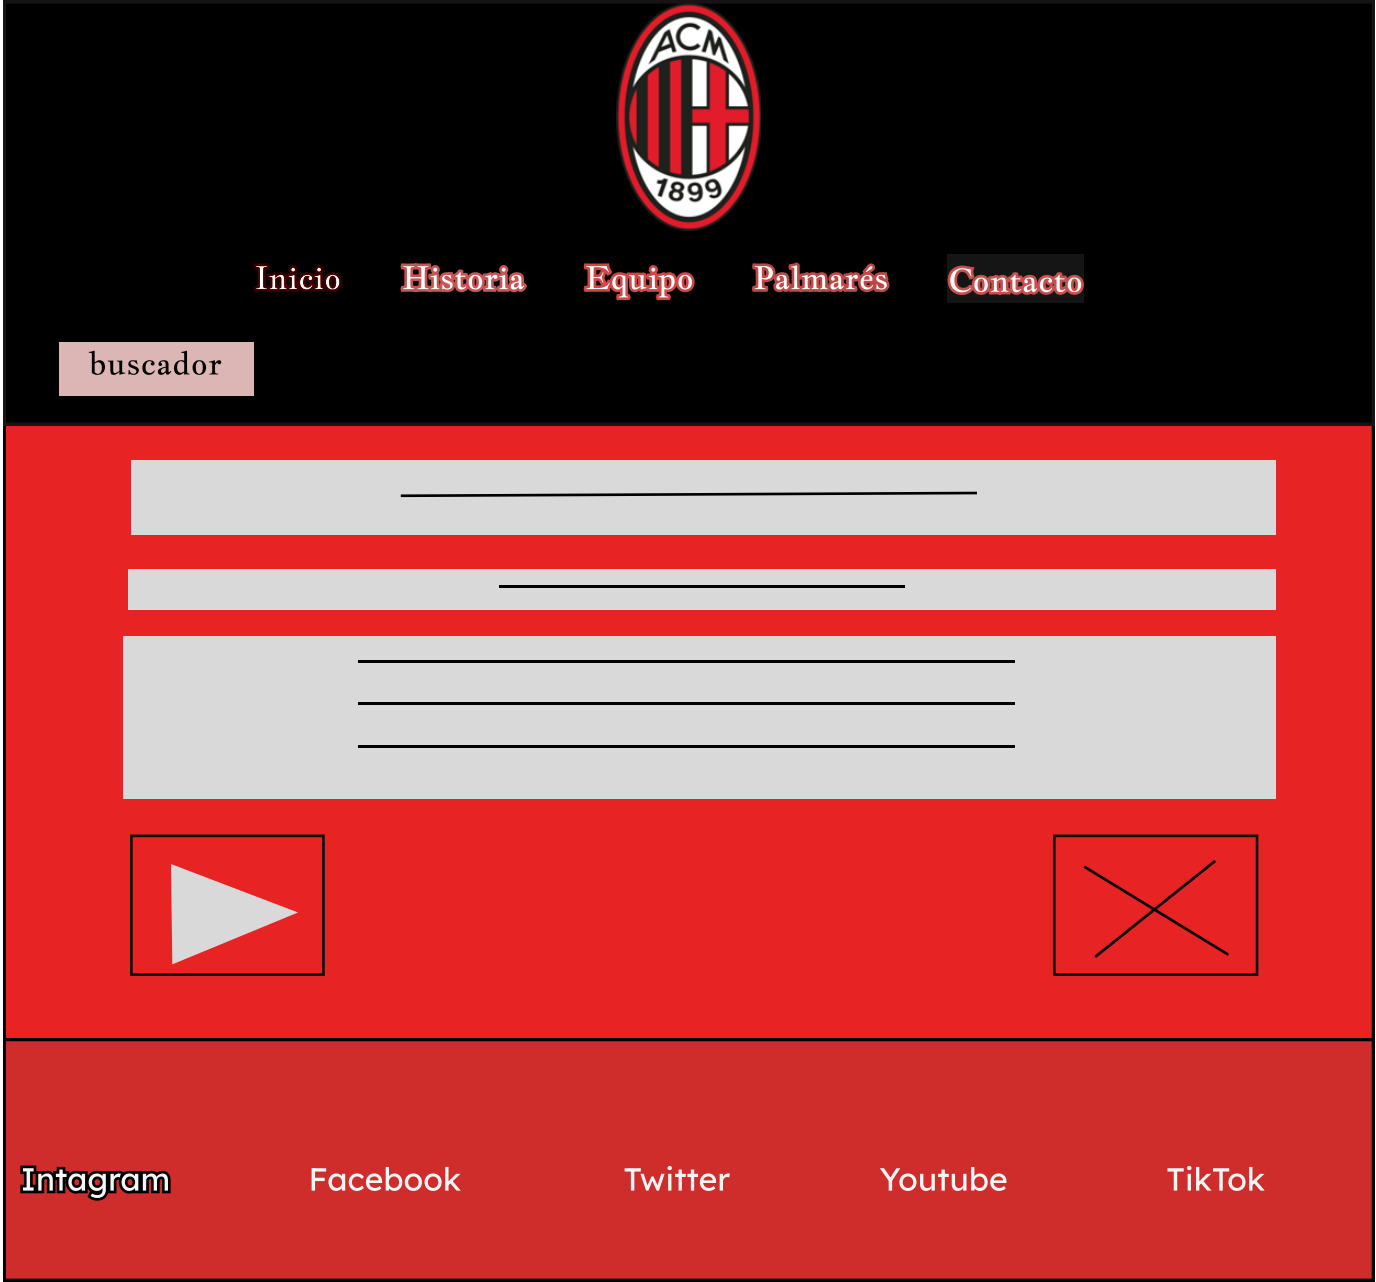 ACM
1899
Inicio Historia Equipo Palmarés Contacto
buscador
Intagram Facebook Twitter Youtube TikTok